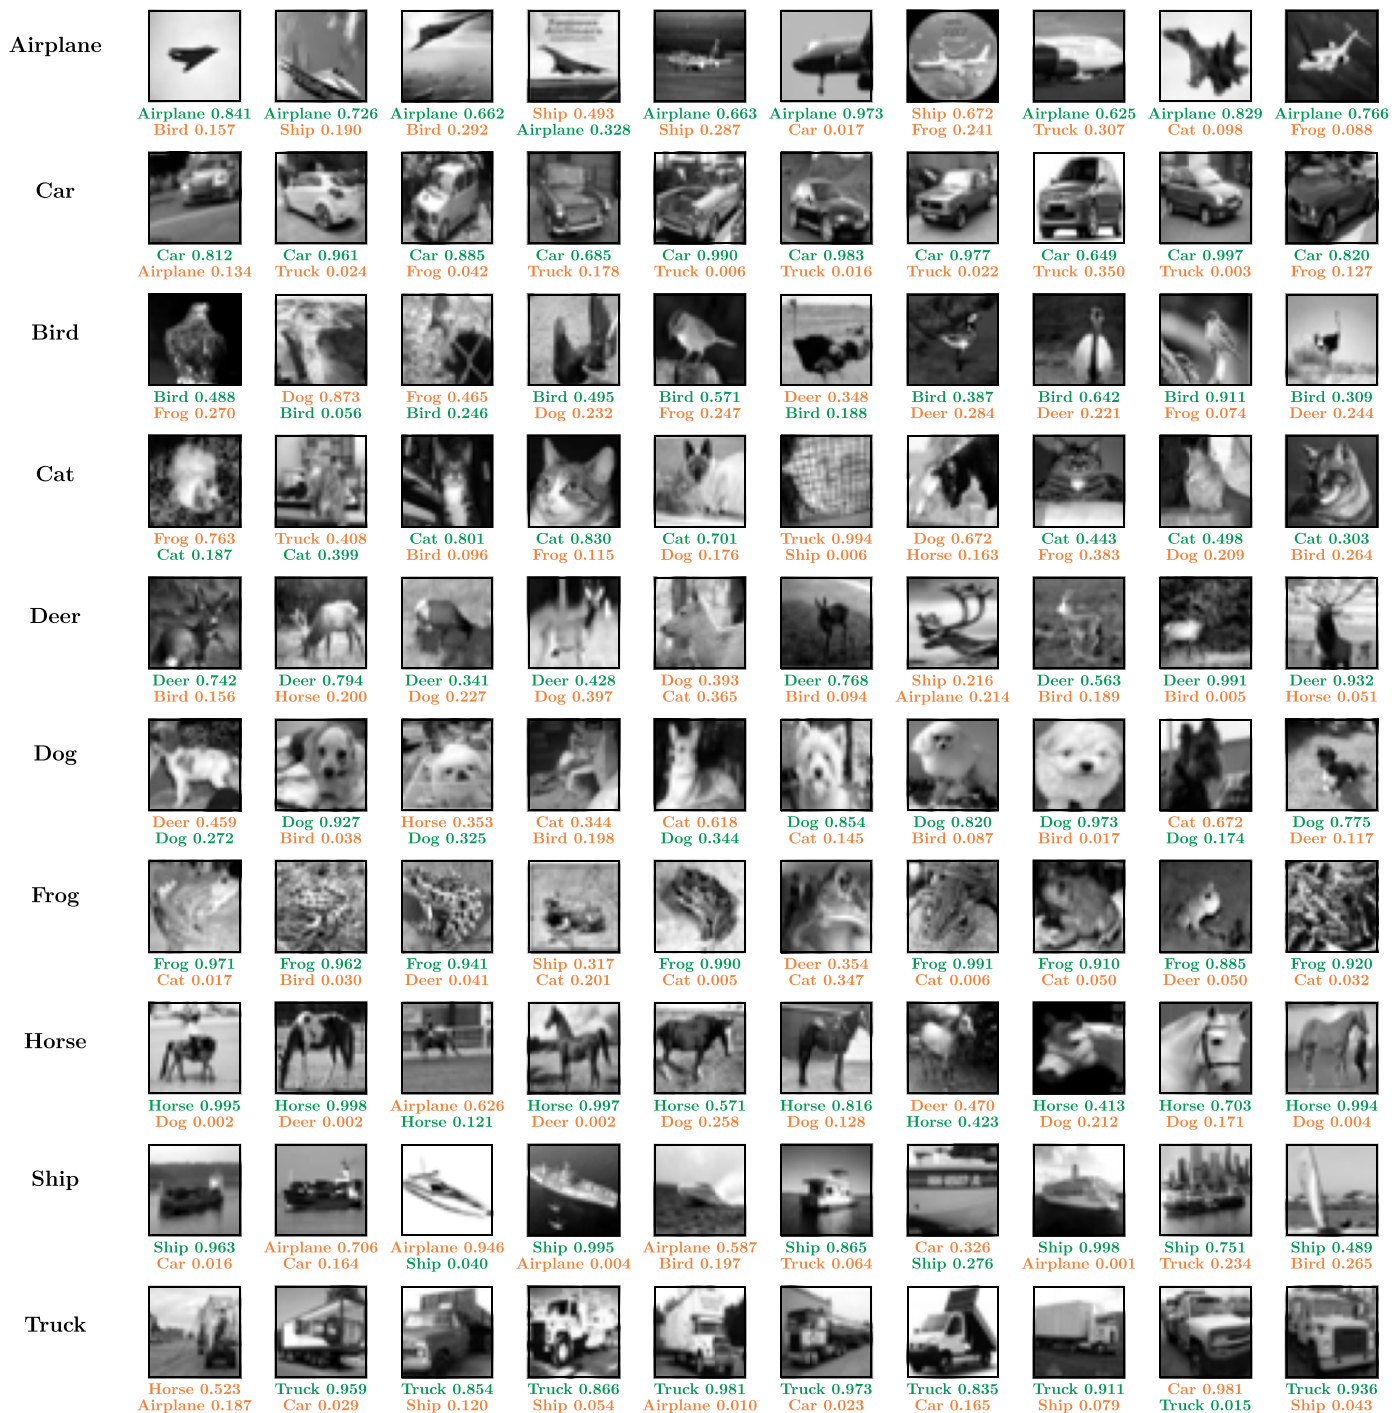 Airplane
Airplane 0.841 Airplane 0.726 Airplane 0.662 Ship 0.493 Airplane 0.663 Airplane 0.973 Ship 0.672 Airplane 0.625 Airplane 0.829 Airplane 0.766
Bird 0.157 Ship 0.190 Bird 0.292 Airplane 0.328 Ship 0.287 Car 0.017 Frog 0.241 Truck 0.307 Cat 0.098 Frog 0.088
Car
Car 0.812 Car 0.961 Car 0.885 Car 0.685 Car 0.990 Car 0.983 Car 0.977 Car 0.649 Car 0.997 Car 0.820
Airplane 0.134 Truck 0.024 Frog 0.042 Truck 0.178 Truck 0.006 Truck 0.016 Truck 0.022 Truck 0.350 Truck 0.003 Frog 0.127
Bird
Bird 0.488 Dog 0.873 Frog 0.465 Bird 0.495 Bird 0.571 Deer 0.348 Bird 0.387 Bird 0.642 Bird 0.911 Bird 0.309
Frog 0.270 Bird 0.056 Bird 0.246 Dog 0.232 Frog 0.247 Bird 0.188 Deer 0.284 Deer 0.221 Frog 0.074 Deer 0.244
Cat
Frog 0.763 Truck 0.408 Cat 0.801 Cat 0.830 Cat 0.701 Truck 0.994 Dog 0.672 Cat 0.443 Cat 0.498 Cat 0.303
Cat 0.187 Cat 0.399 Bird 0.096 Frog 0.115 Dog 0.176 Ship 0.006 Horse 0.163 Frog 0.383 Dog 0.209 Bird 0.264
Deer
Deer 0.742 Deer 0.794 Deer 0.341 Deer 0.428 Dog 0.393 Deer 0.768 Ship 0.216 Deer 0.563 Deer 0.991 Deer 0.932
Bird 0.156 Horse 0.200 Dog 0.227 Dog 0.397 Cat 0.365 Bird 0.094 Airplane 0.214 Bird 0.189 Bird 0.005 Horse 0.051
Dog
Deer 0.459 Dog 0.927 Horse 0.353 Cat 0.344 Cat 0.618 Dog 0.854 Dog 0.820 Dog 0.973 Cat 0.672 Dog 0.775
Dog 0.272 Bird 0.038 Dog 0.325 Bird 0.198 Dog 0.344 Cat 0.145 Bird 0.087 Bird 0.017 Dog 0.174 Deer 0.117
Frog
Frog 0.971 Frog 0.962 Frog 0.941 Ship 0.317 Frog 0.990 Deer 0.354 Frog 0.991 Frog 0.910 Frog 0.885 Frog 0.920
Cat 0.017 Bird 0.030 Deer 0.041 Cat 0.201 Cat 0.005 Cat 0.347 Cat 0.006 Cat 0.050 Deer 0.050 Cat 0.032
Horse
Horse 0.995 Horse 0.998 Airplane 0.626 Horse 0.997 Horse 0.571 Horse 0.816 Deer 0.470 Horse 0.413 Horse 0.703 Horse 0.994
Dog 0.002 Deer 0.002 Horse 0.121 Deer 0.002 Dog 0.258 Dog 0.128 Horse 0.423 Dog 0.212 Dog 0.171 Dog 0.004
Ship
Ship 0.963 Airplane 0.706 Airplane 0.946 Ship 0.995 Airplane 0.587 Ship 0.865 Car 0.326 Ship 0.998 Ship 0.751 Ship 0.489
Car 0.016 Car 0.164 Ship 0.040 Airplane 0.004 Bird 0.197 Truck 0.064 Ship 0.276 Airplane 0.001 Truck 0.234 Bird 0.265
Truck
Horse 0.523 Truck 0.959 Truck 0.854 Truck 0.866 Truck 0.981 Truck 0.973 Truck 0.835 Truck 0.911 Car 0.981 Truck 0.936
Airplane 0.187 Car 0.029 Ship 0.120 Ship 0.054 Airplane 0.010 Car 0.023 Car 0.165 Ship 0.079 Truck 0.015 Ship 0.043